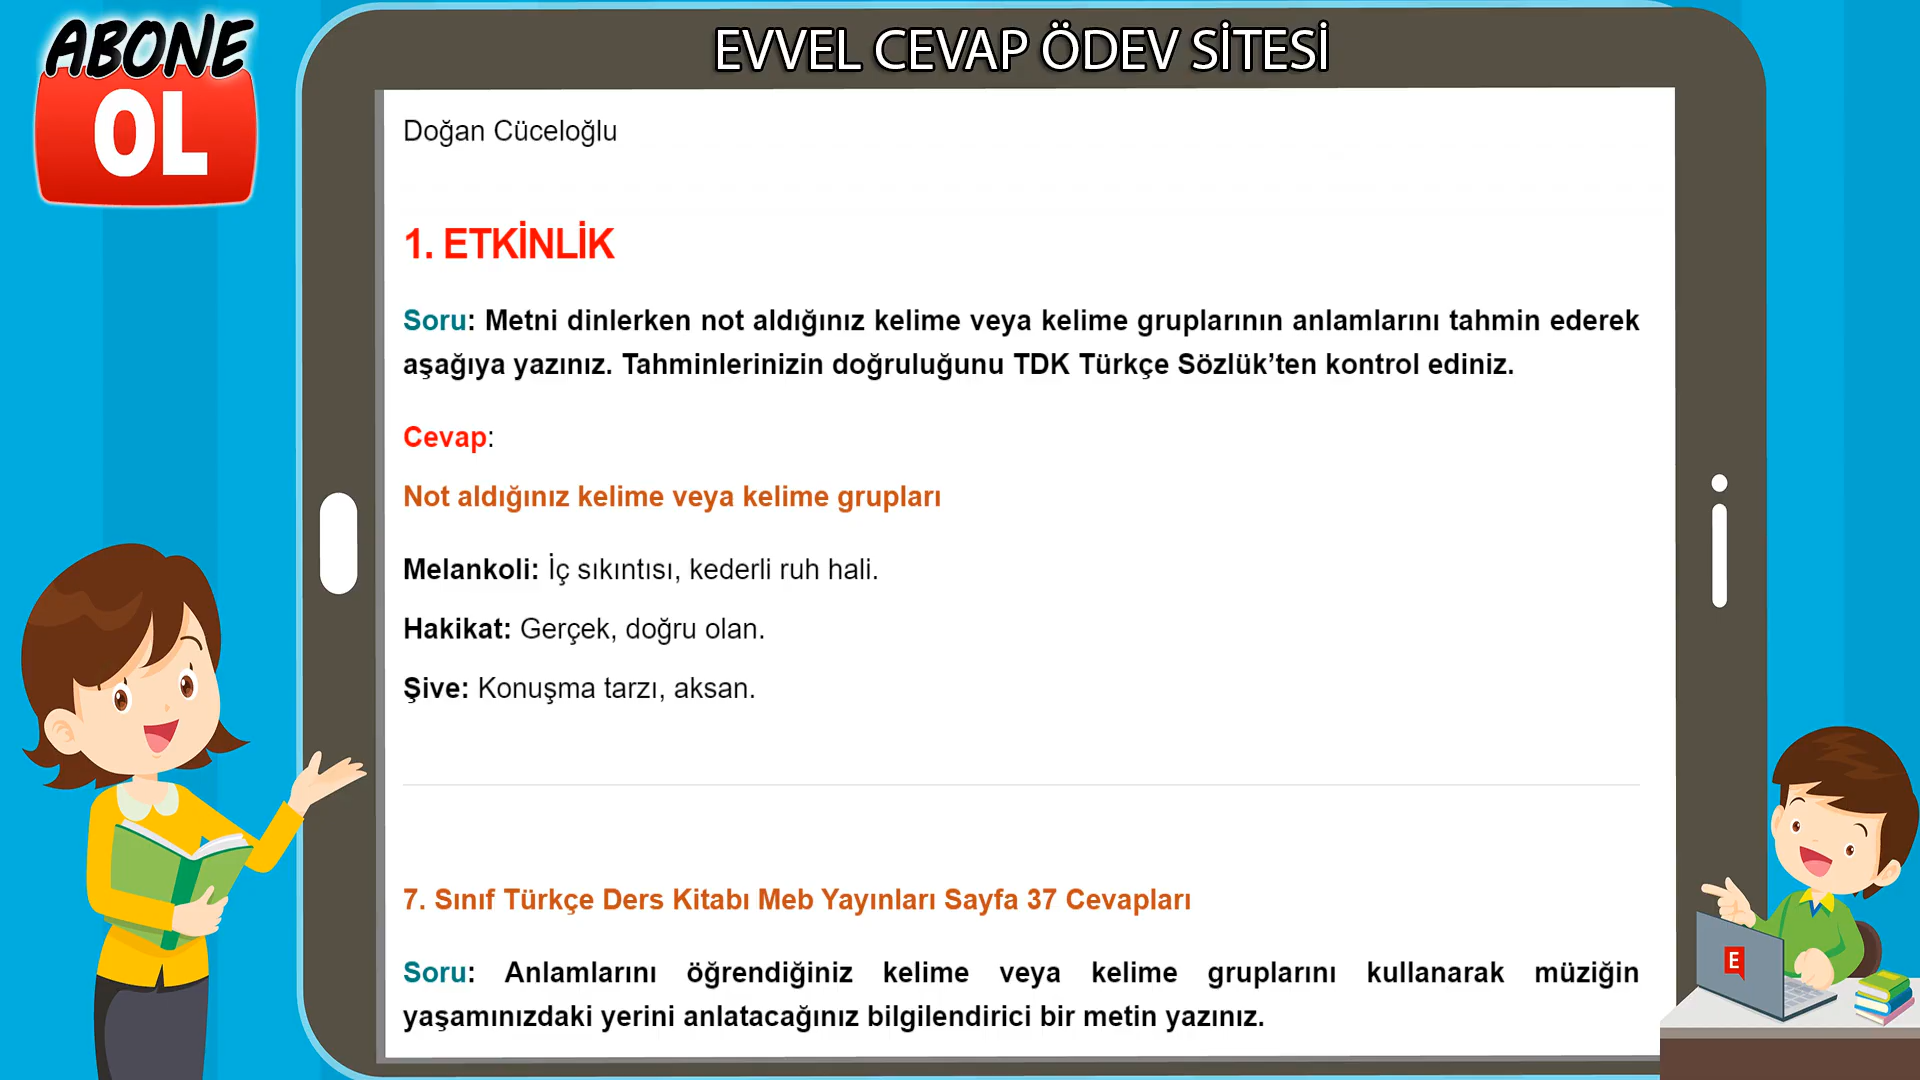 ABONE
OL
EVVEL CEVAP ÖDEV SİTESİ
Doğan Cüceloğlu
1. ETKİNLİK
Soru: Metni dinlerken not aldığınız kelime veya kelime gruplarının anlamlarını tahmin ederek
aşağıya yazınız. Tahminlerinizin doğruluğunu TDK Türkçe Sözlük’ten kontrol ediniz.
Cevap:
Not aldığınız kelime veya kelime grupları
Melankoli: İç sıkıntısı, kederli ruh hali.
Hakikat: Gerçek, doğru olan.
Şive: Konuşma tarzı, aksan.
7. Sınıf Türkçe Ders Kitabı Meb Yayınları Sayfa 37 Cevapları
Soru: Anlamlarını öğrendiğiniz kelime veya kelime gruplarını kullanarak müziğin
yaşamınızdaki yerini anlatacağınız bilgilendirici bir metin yazınız.
E